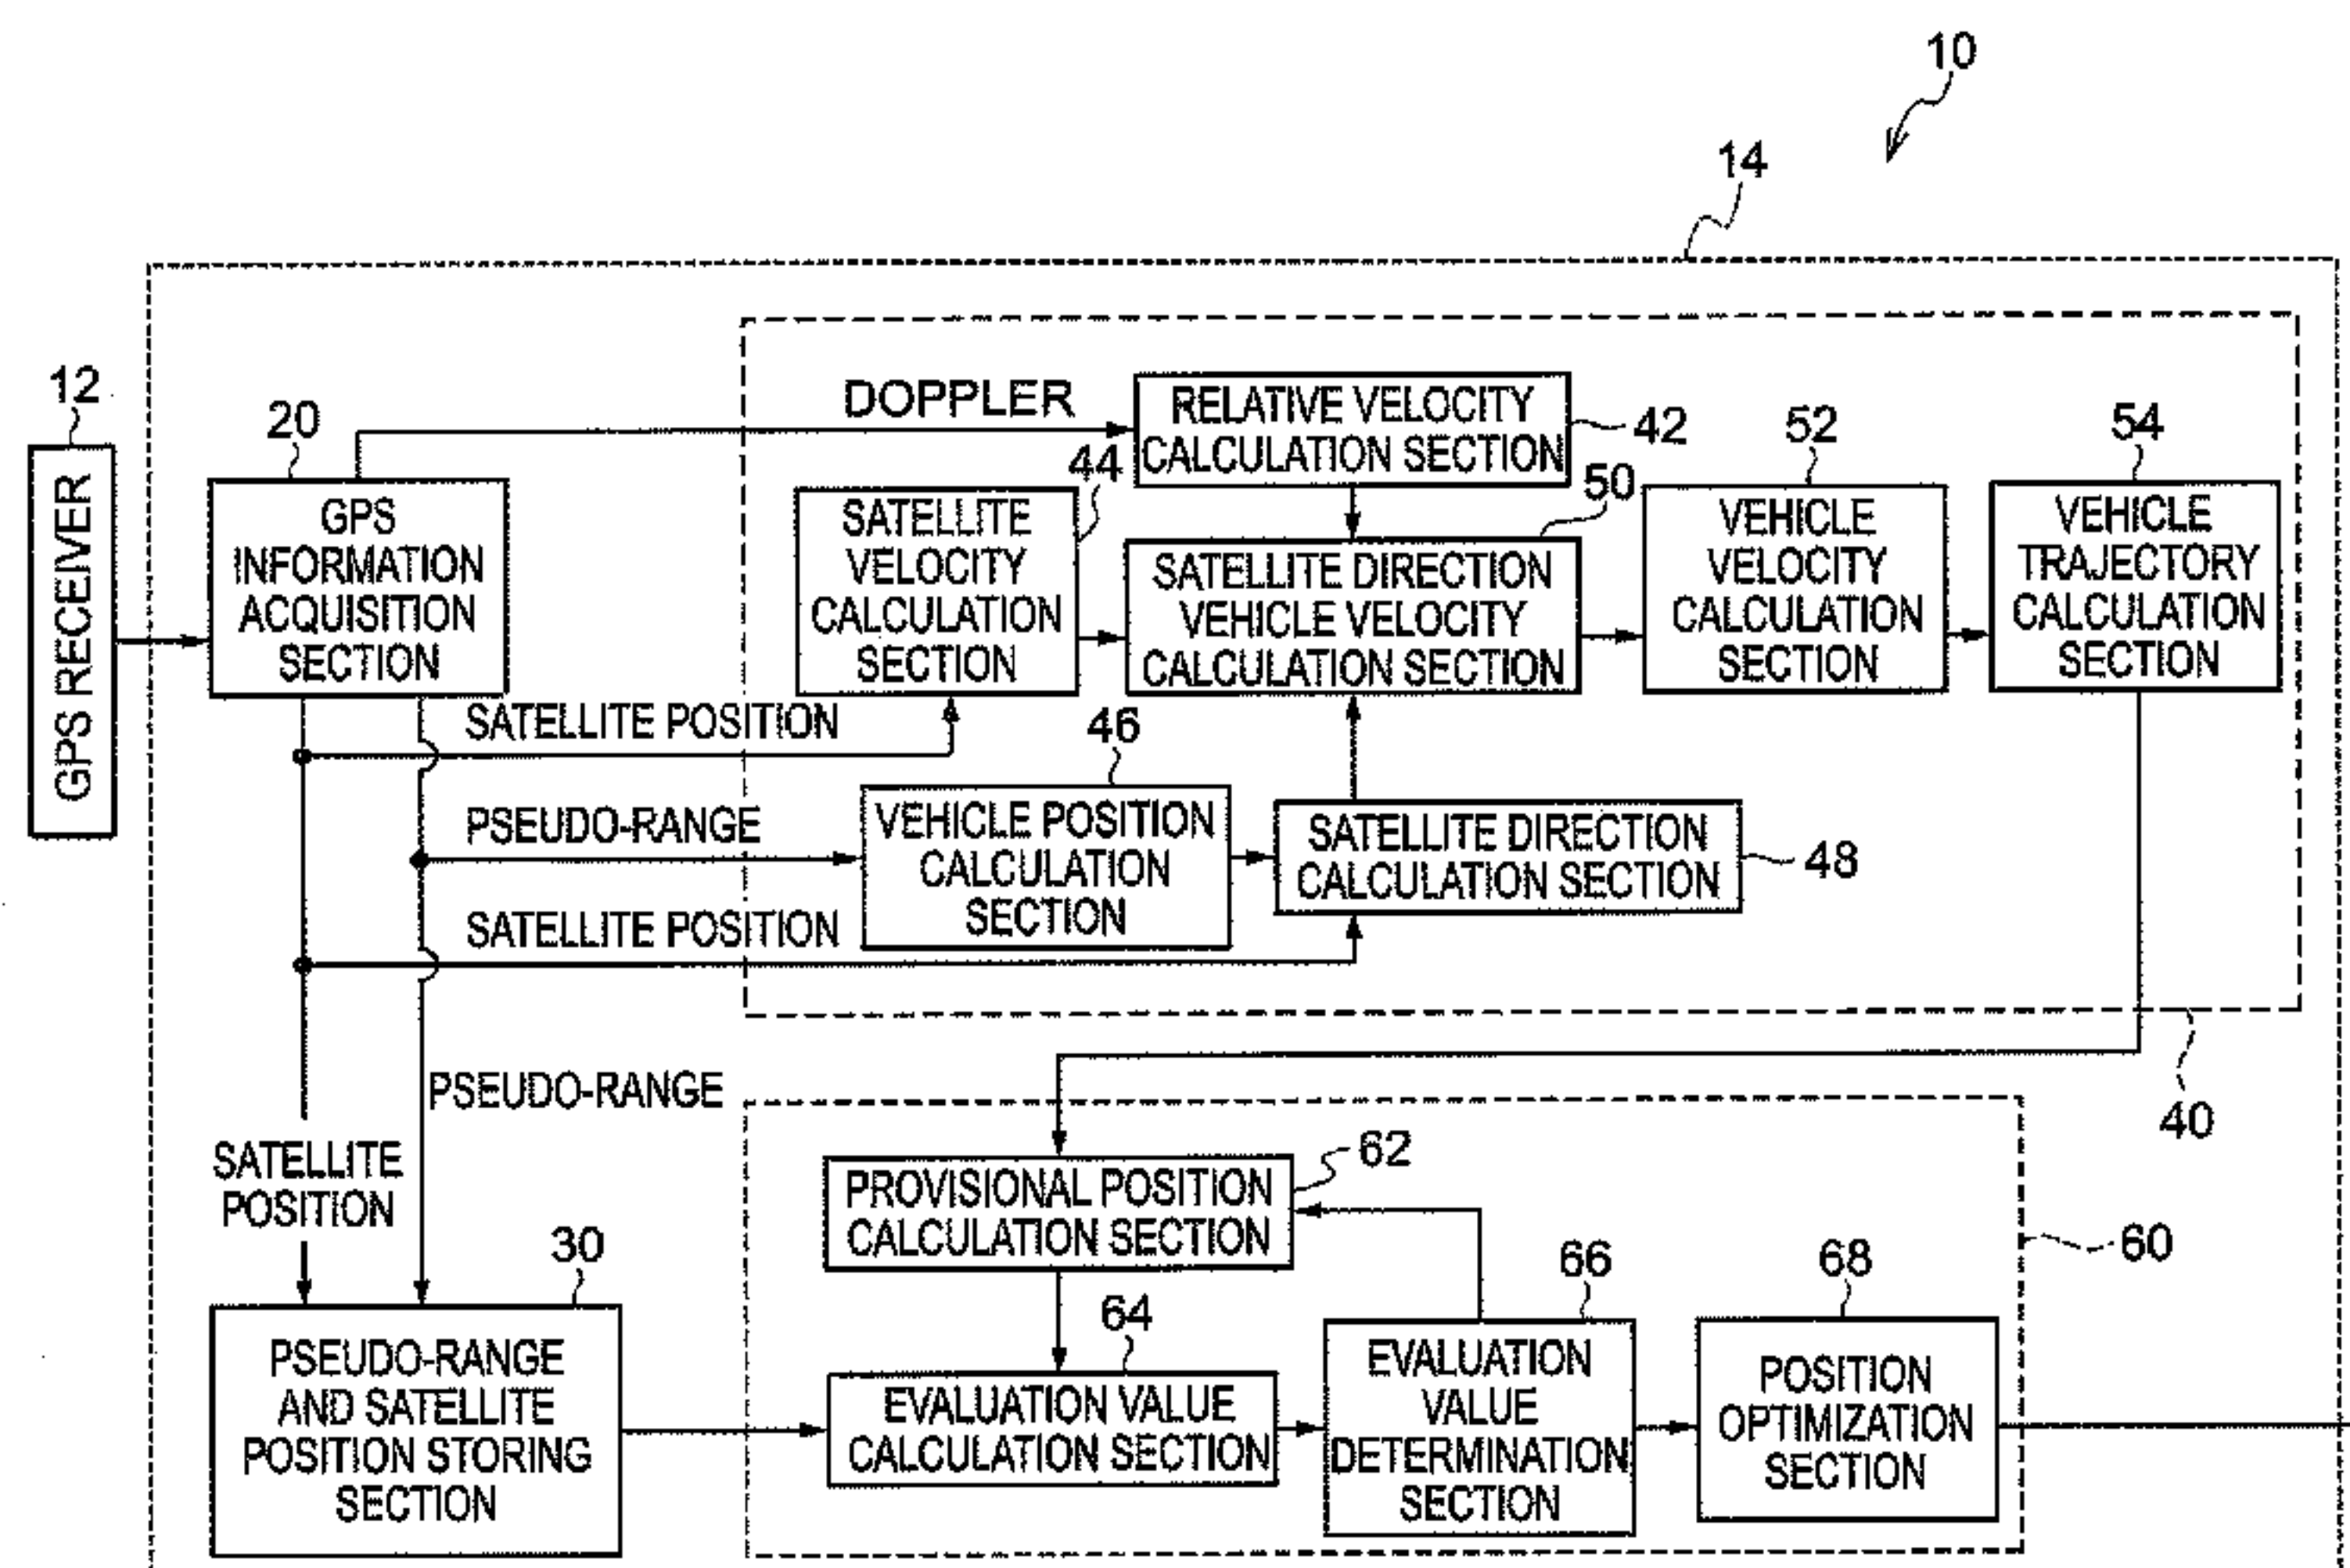 10
14
12
GPS RECEIVER
20
GPS
INFORMATION
ACQUISITION
SECTION
DOPPLER
RELATIVE VELOCITY
CALCULATION SECTION
42
44
SATELLITE
VELOCITY
CALCULATION
SECTION
50
SATELLITE DIRECTION
VEHICLE VELOCITY
CALCULATION SECTION
52
VEHICLE
VELOCITY
CALCULATION
SECTION
54
VEHICLE
TRAJECTORY
CALCULATION
SECTION
SATELLITE POSITION
46
PSEUDO-RANGE
VEHICLE POSITION
CALCULATION
SECTION
SATELLITE DIRECTION
CALCULATION SECTION
48
SATELLITE POSITION
40
PSEUDO-RANGE
SATELLITE
POSITION
62
PROVISIONAL POSITION
CALCULATION SECTION
60
30
PSEUDO-RANGE
AND SATELLITE
POSITION STORING
SECTION
64
EVALUATION VALUE
CALCULATION SECTION
66
EVALUATION
VALUE
DETERMINATION
SECTION
68
POSITION
OPTIMIZATION
SECTION